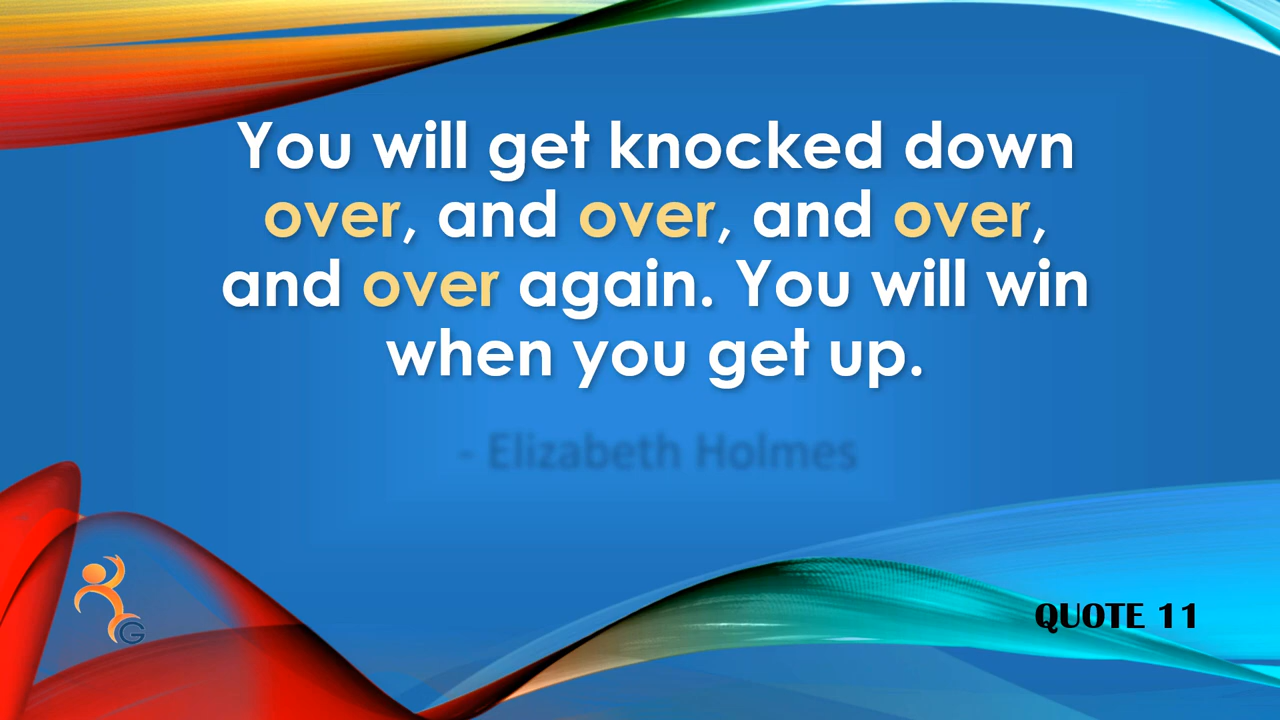 You will get knocked down
over, and over, and over,
and over again. You will win
when you get up.
- Elizabeth Holmes
G
QUOTE 11